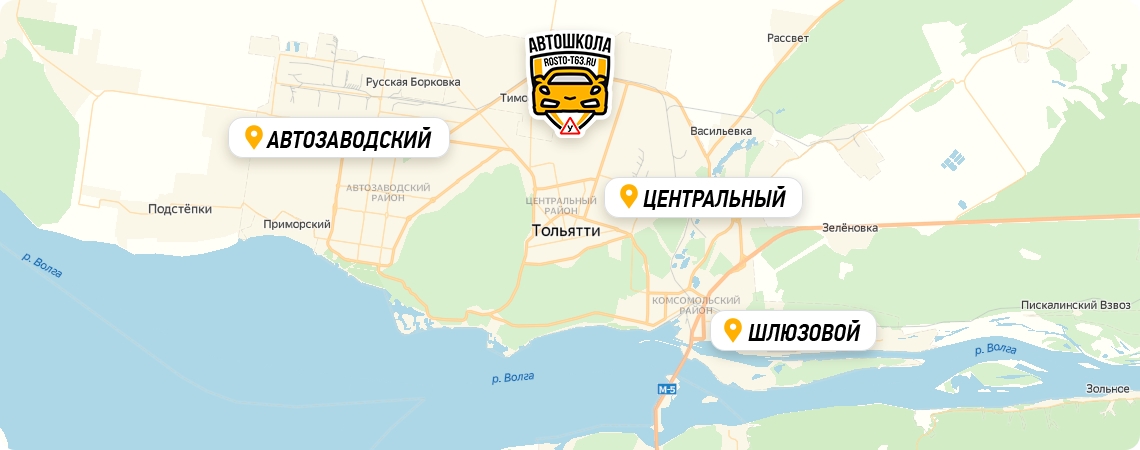 Рассвет
АВТОШКОЛА
ROSTO-T63.RU
У
Русская Борковка
Тимо
Васильевка
АВТОЗАВОДСКИЙ
АВТОЗАВОДСКИЙ
РАЙОН
ЦЕНТРАЛЬНЫЙ
ЦЕНТРАЛЬНЫЙ
РАЙОН
Подстёпки
Приморский
Тольятти
Зелёновка
р. Волга
КОМСОМОЛЬСКИЙ
РАЙОН
Пискалинский Взвоз
ШЛЮЗОВОЙ
р. Волга
р. Волга
М-5
Зольное